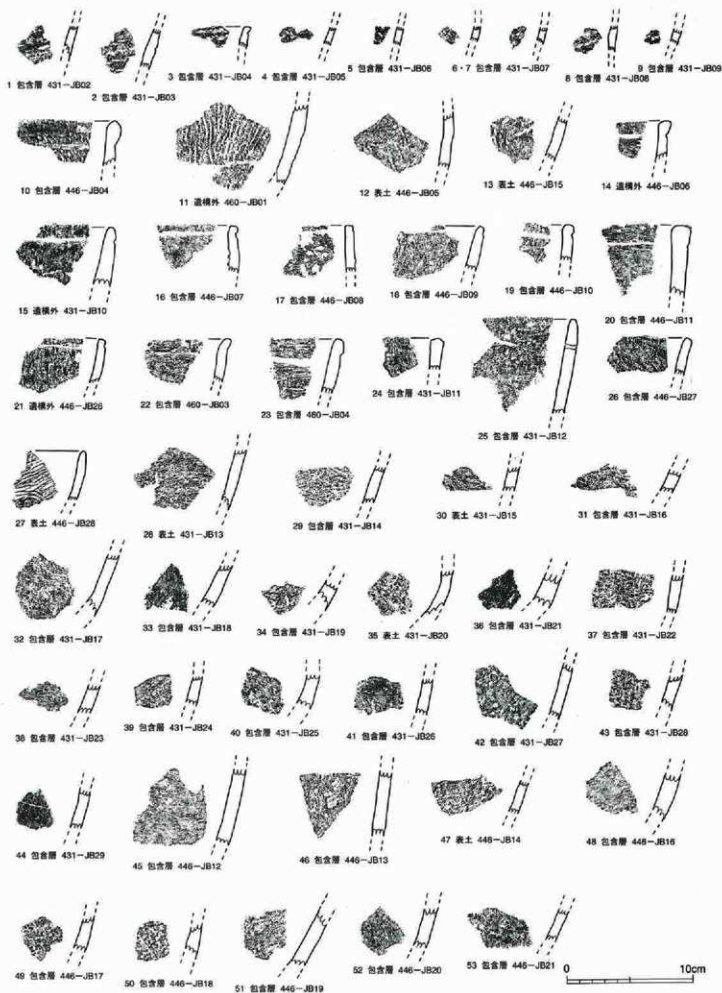 1 包含層 431-JB02
2 包含層 431-JB03
3 包含層 431-JB04
4 包含層 431-JB05
5 包含層 431-JB06
6・7 包含層 431-JB07
8 包含層 431-JB08
9 包含層 431-JB09
10 包含層 446-JB04
11 遺構外 460-JB01
12 表土 446-JB05
13 表土 446-JB15
14 遺構外 446-JB06
15 遺構外 431-JB10
16 包含層 446-JB07
17 包含層 446-JB08
18 包含層 446-JB09
19 包含層 446-JB10
20 包含層 446-JB11
21 遺構外 446-JB26
22 包含層 460-JB03
23 包含層 460-JB04
24 包含層 431-JB11
25 包含層 431-JB12
26 包含層 446-JB27
27 表土 446-JB28
28 表土 431-JB13
29 包含層 431-JB14
30 表土 431-JB15
31 包含層 431-JB16
32 包含層 431-JB17
33 包含層 431-JB18
34 包含層 431-JB19
35 表土 431-JB20
36 包含層 431-JB21
37 包含層 431-JB22
38 包含層 431-JB23
39 包含層 431-JB24
40 包含層 431-JB25
41 包含層 431-JB26
42 包含層 431-JB27
43 包含層 431-JB28
44 包含層 431-JB29
45 包含層 446-JB12
46 包含層 446-JB13
47 表土 446-JB14
48 包含層 446-JB16
49 包含層 446-JB17
50 包含層 446-JB18
51 包含層 446-JB19
52 包含層 446-JB20
53 包含層 446-JB21
0 10cm